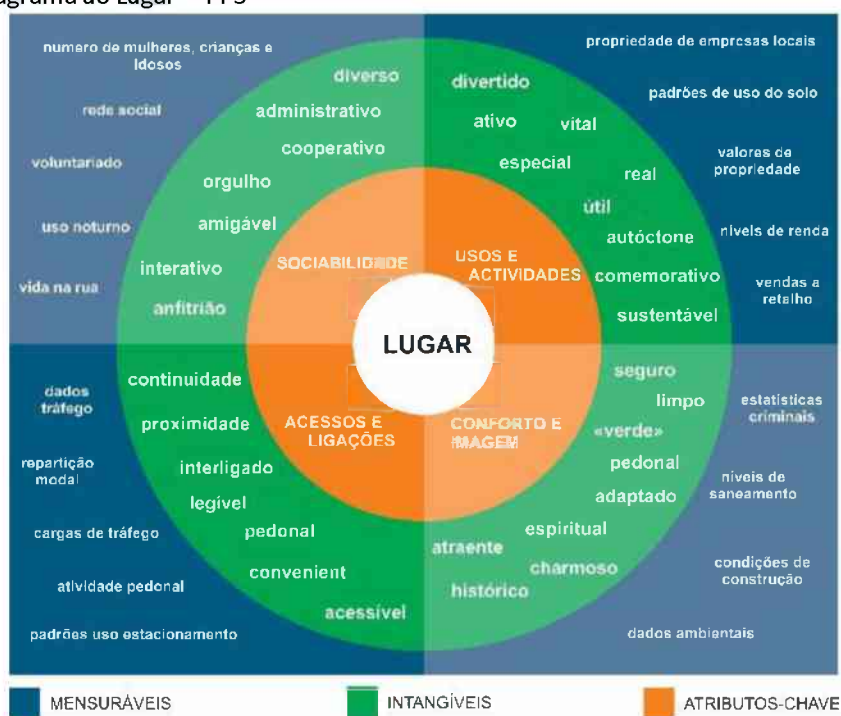 numero de mulheres, crianças e
Idosos
rede social
voluntariado
uso noturno
vida na rua
diverso
administrativo
cooperativo
orgulho
amigável
interativo
anfitrião
SOCIABILIDADE
propriedade de empresas locais
padrões de uso do solo
valores de
propriedade
níveis de renda
vendas a
retalho
divertido
ativo
vital
especial
real
útil
autóctone
comemorativo
sustentável
USOS E
ACTIVIDADES
LUGAR
dados
tráfego
repartição
modal
cargas de tráfego
atividade pedonal
padrões uso estacionamento
continuidade
proximidade
interligado
legível
pedonal
convenient
acessível
ACESSOS E
LIGAÇÕES
CONFORTO E
IMAGEM
seguro
limpo
«verde»
pedonal
adaptado
espiritual
atraente
charmoso
histórico
estatísticas
criminais
níveis de
saneamento
condições de
construção
dados ambientais
MENSURÁVEIS
INTANGÍVEIS
ATRIBUTOS-CHAVE